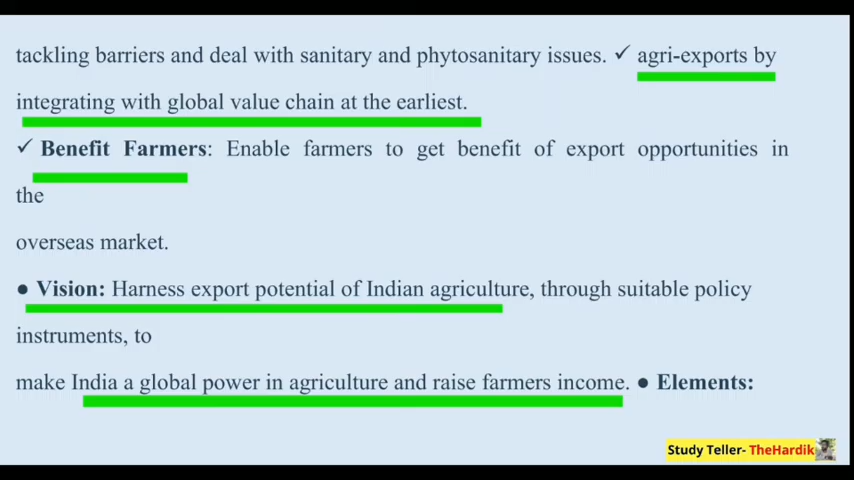 tackling barriers and deal with sanitary and phytosanitary issues. ✓ agri-exports by
integrating with global value chain at the earliest.
✓ Benefit Farmers: Enable farmers to get benefit of export opportunities in
the
overseas market.
● Vision: Harness export potential of Indian agriculture, through suitable policy
instruments, to
make India a global power in agriculture and raise farmers income. ● Elements:
Study Teller- TheHardik